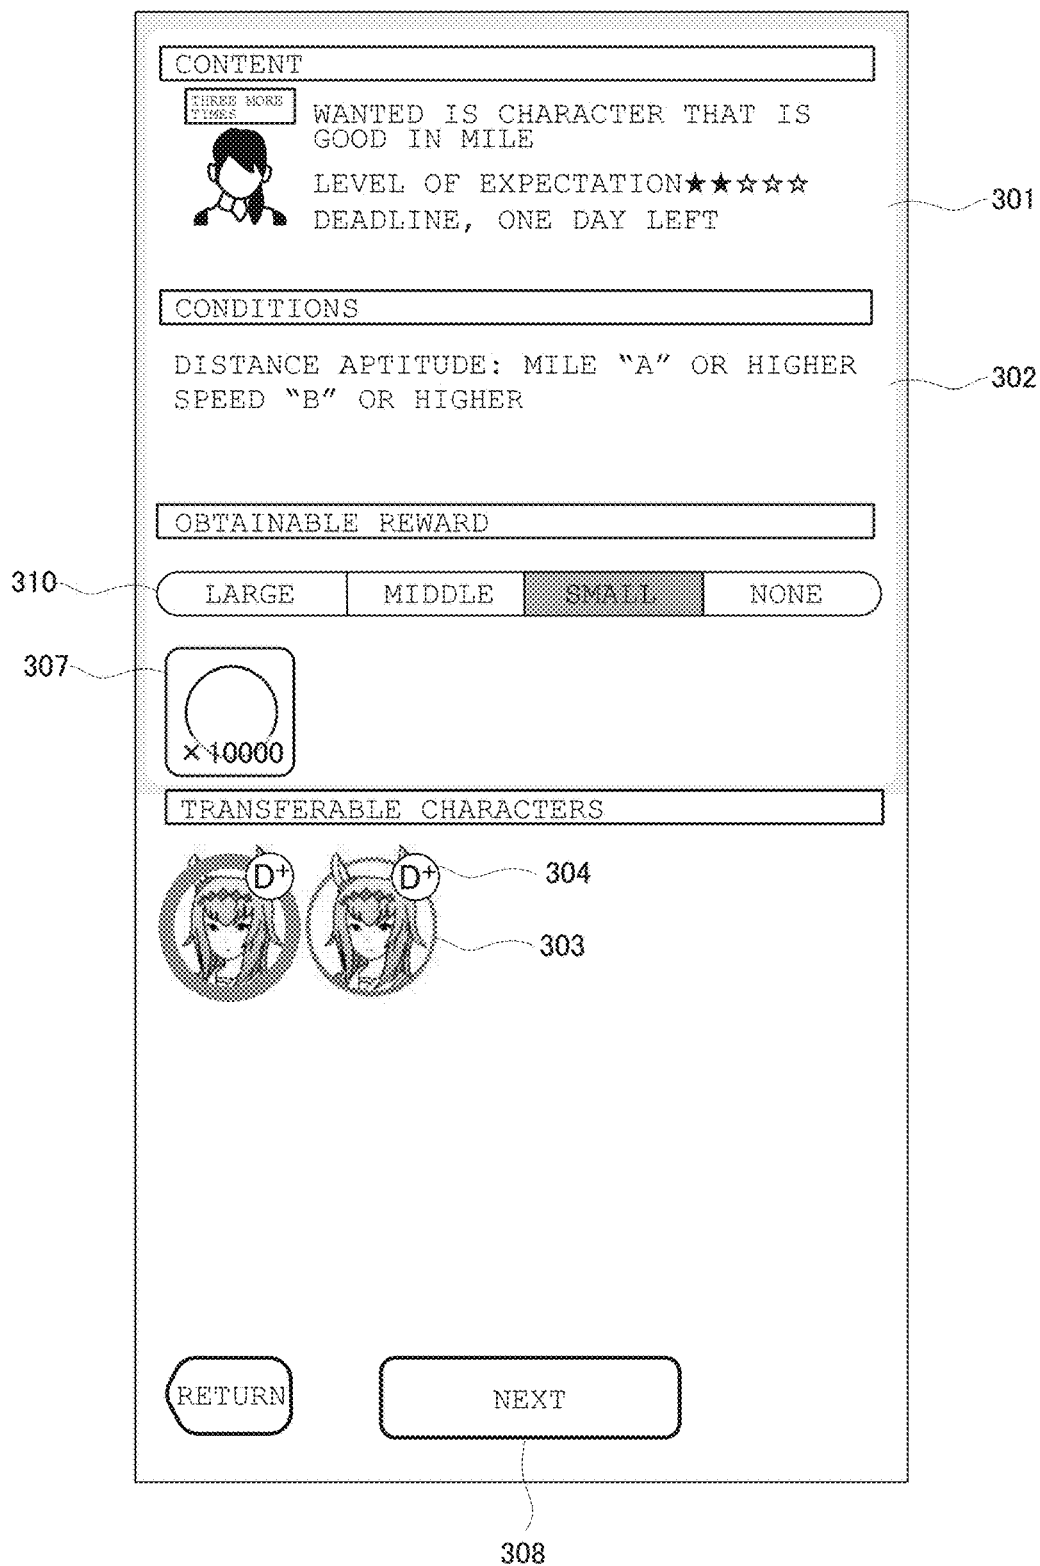 CONTENT
THREE MORE
TIMES
WANTED IS CHARACTER THAT IS
GOOD IN MILE
LEVEL OF EXPECTATION★★☆☆☆
DEADLINE, ONE DAY LEFT
301
CONDITIONS
DISTANCE APTITUDE: MILE “A” OR HIGHER
SPEED “B” OR HIGHER
302
OBTAINABLE REWARD
310
LARGE
MIDDLE
SMALL
NONE
307
×10000
TRANSFERABLE CHARACTERS
D+
D+
304
303
RETURN
NEXT
308